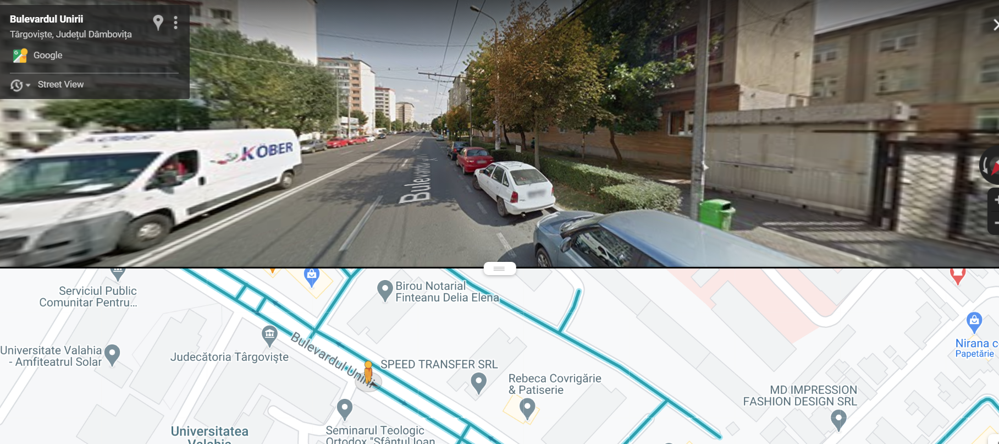 Bulevardul Unirii
Târgoviște, Județul Dâmbovița
Google
Street View
KÖBER
Bulevardu
Serviciul Public
Comunitar Pentru...
Birou Notarial
Finteanu Delia Elena
Universitate Valahia
- Amfiteatrul Solar
Judecătoria Târgovişte
Bulevardul Unirii
SPEED TRANSFER SRL
Rebeca Covrigărie
& Patiserie
Nirana c
Papetărie
MD IMPRESSION
FASHION DESIGN SRL
Universitatea
Valahia
Seminarul Teologic
Ortodox "Sfântul Ioan